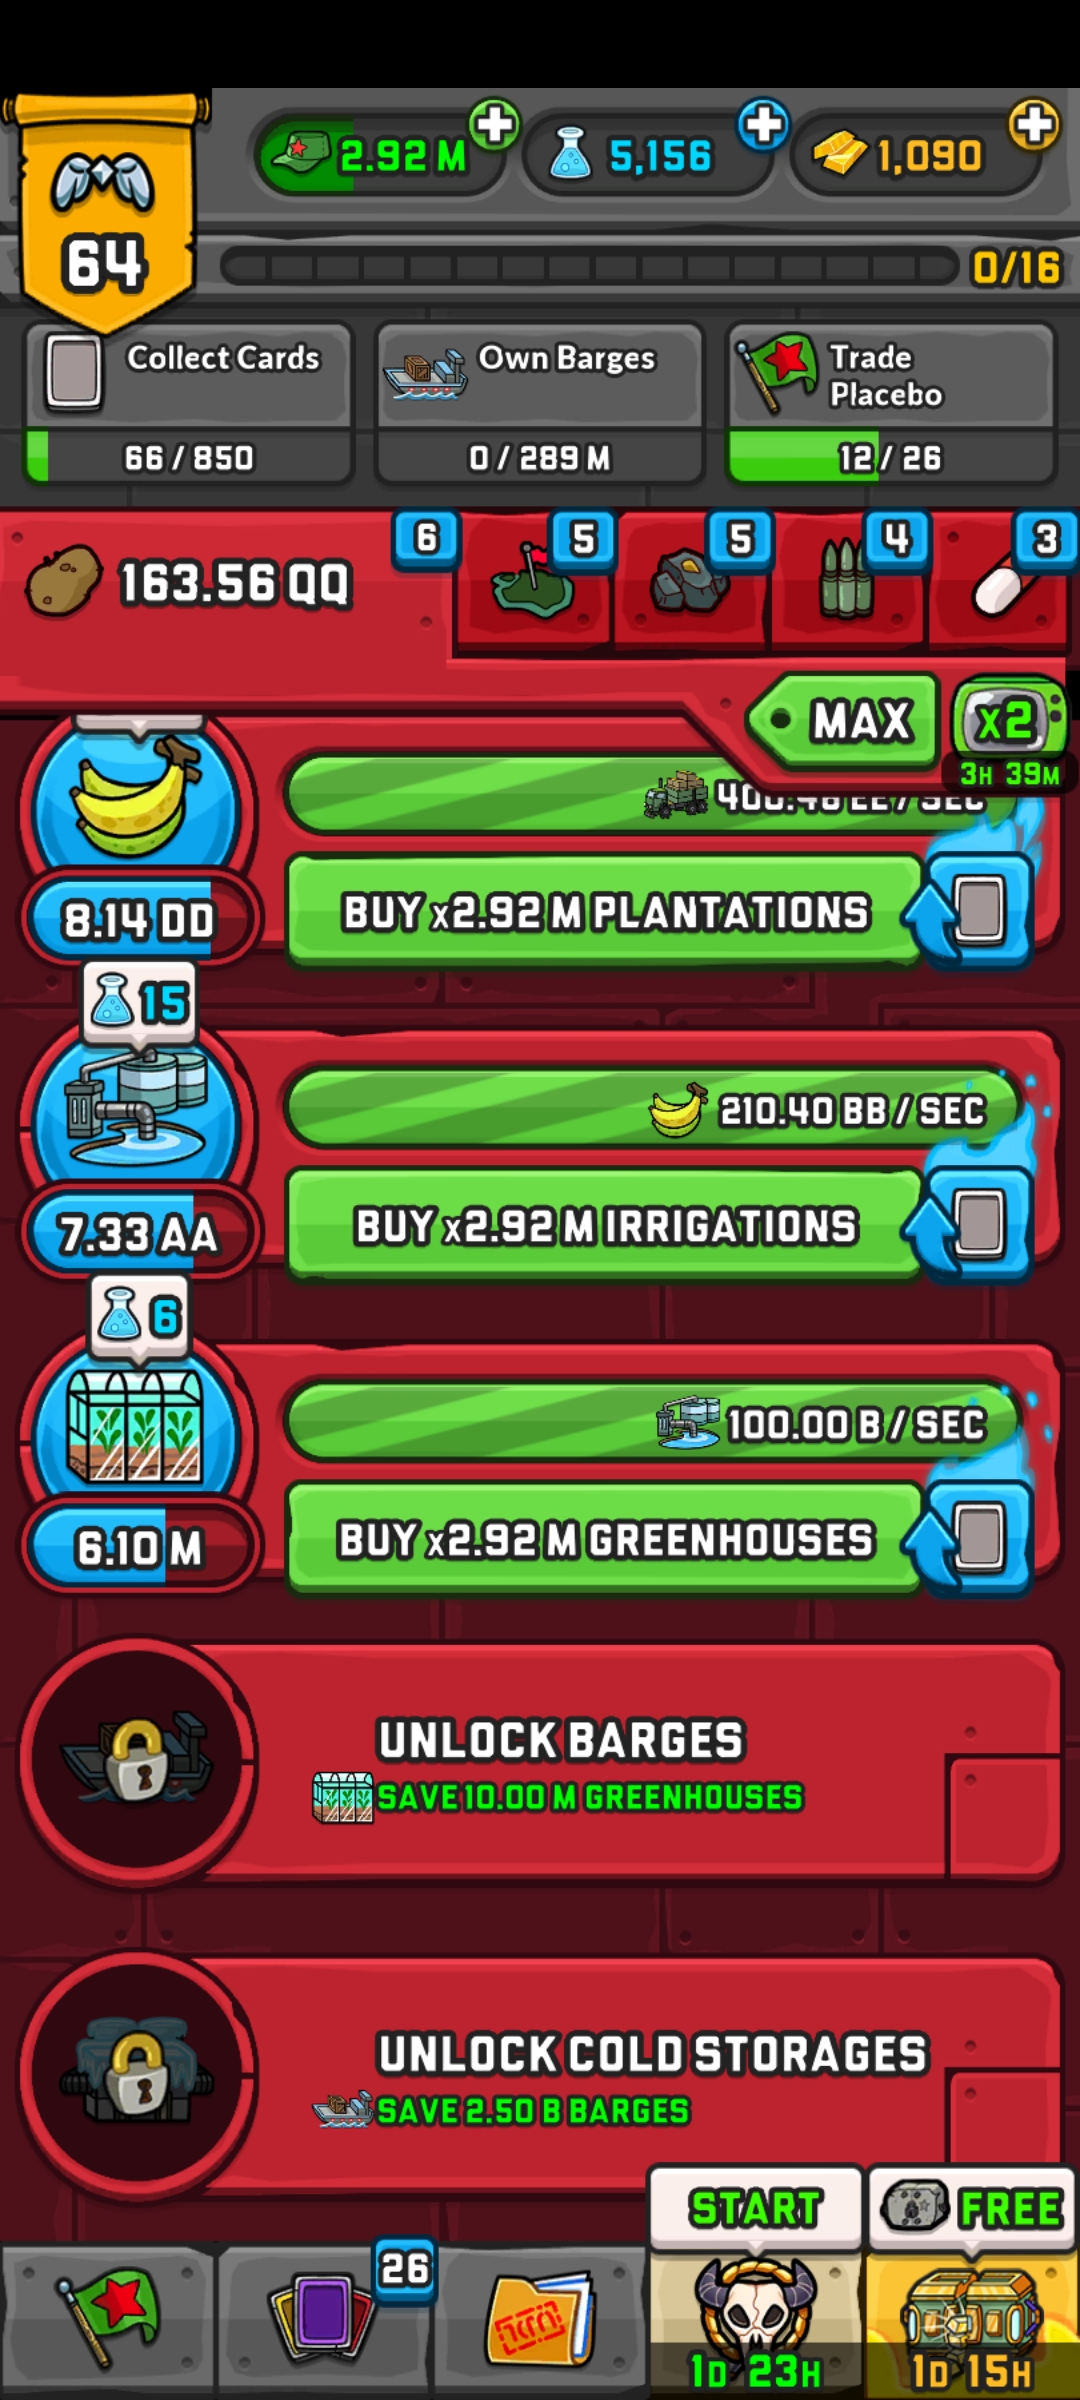 2.92 M
5,156
1,090
64
0/16
Collect Cards
66 / 850
Own Barges
0 / 289 M
Trade
Placebo
12 / 26
163.56 QQ
6
5
5
4
3
MAX
x2
3H 39M
400.48 EE / SEC
BUY x2.92 M PLANTATIONS
8.14 DD
15
210.40 BB / SEC
BUY x2.92 M IRRIGATIONS
7.33 AA
6
100.00 B / SEC
BUY x2.92 M GREENHOUSES
6.10 M
UNLOCK BARGES
SAVE 10.00 M GREENHOUSES
UNLOCK COLD STORAGES
SAVE 2.50 B BARGES
START
FREE
26
1D 23H
1D 15H